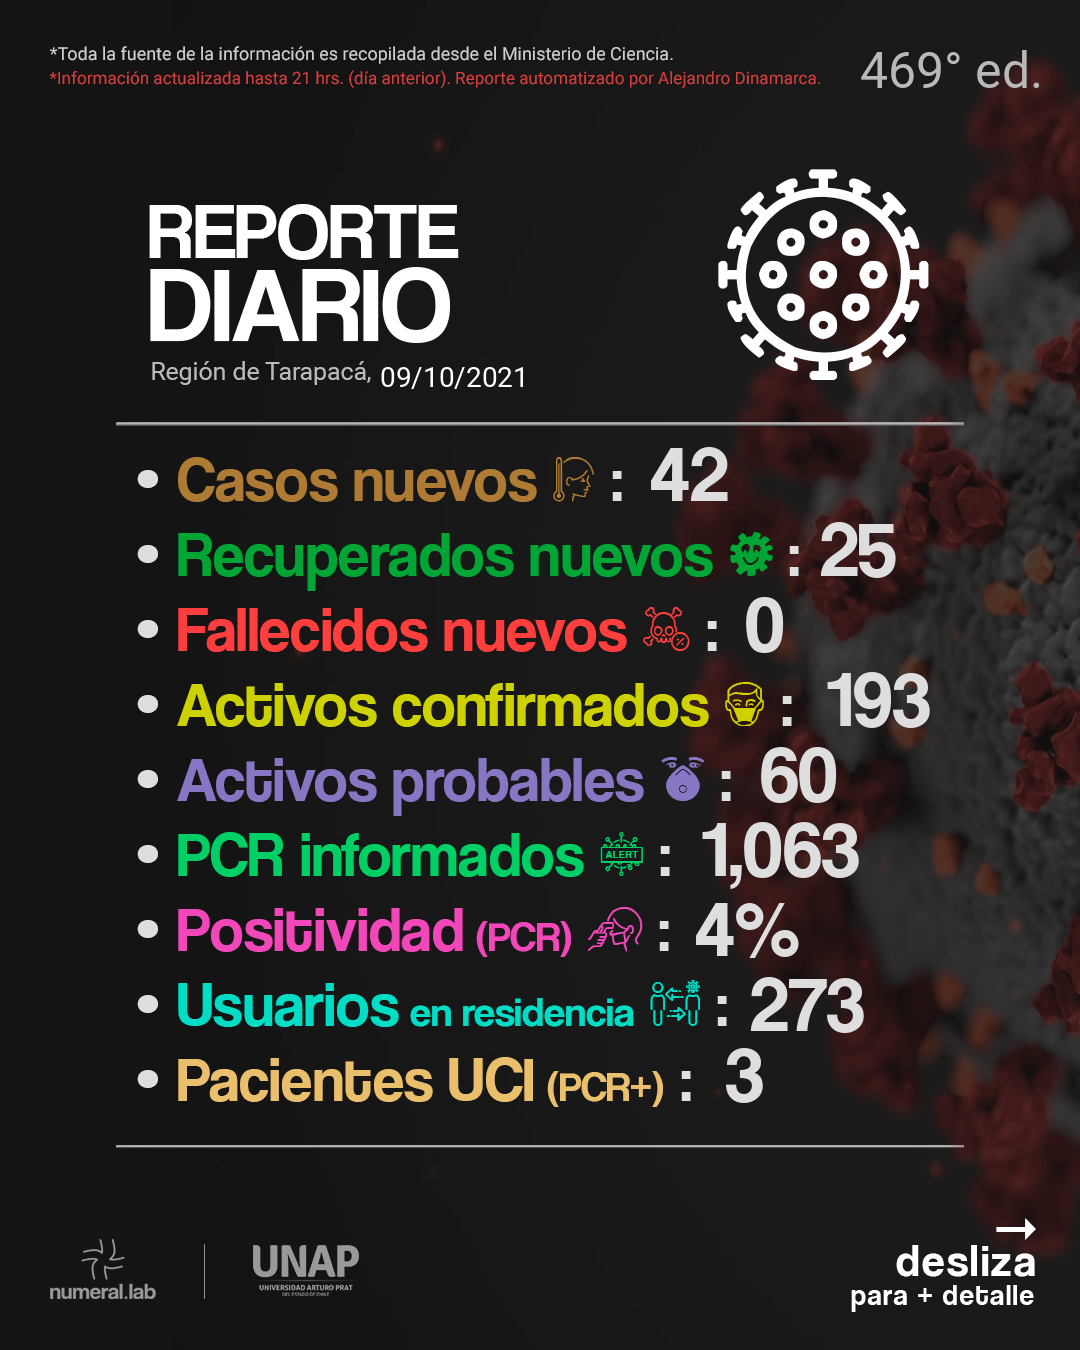 *Toda la fuente de la información es recopilada desde el Ministerio de Ciencia.
*Información actualizada hasta 21 hrs. (día anterior). Reporte automatizado por Alejandro Dinamarca.
469° ed.
REPORTE
DIARIO
Región de Tarapacá, 09/10/2021
• Casos nuevos : 42
• Recuperados nuevos : 25
• Fallecidos nuevos : 0
• Activos confirmados : 193
• Activos probables : 60
• PCR informados ALERT : 1,063
• Positividad (PCR) : 4%
• Usuarios en residencia : 273
• Pacientes UCI (PCR+) : 3
numeral.lab
UNAP
UNIVERSIDAD ARTURO PRAT
DEL ESTADO DE CHILE
desliza
para + detalle